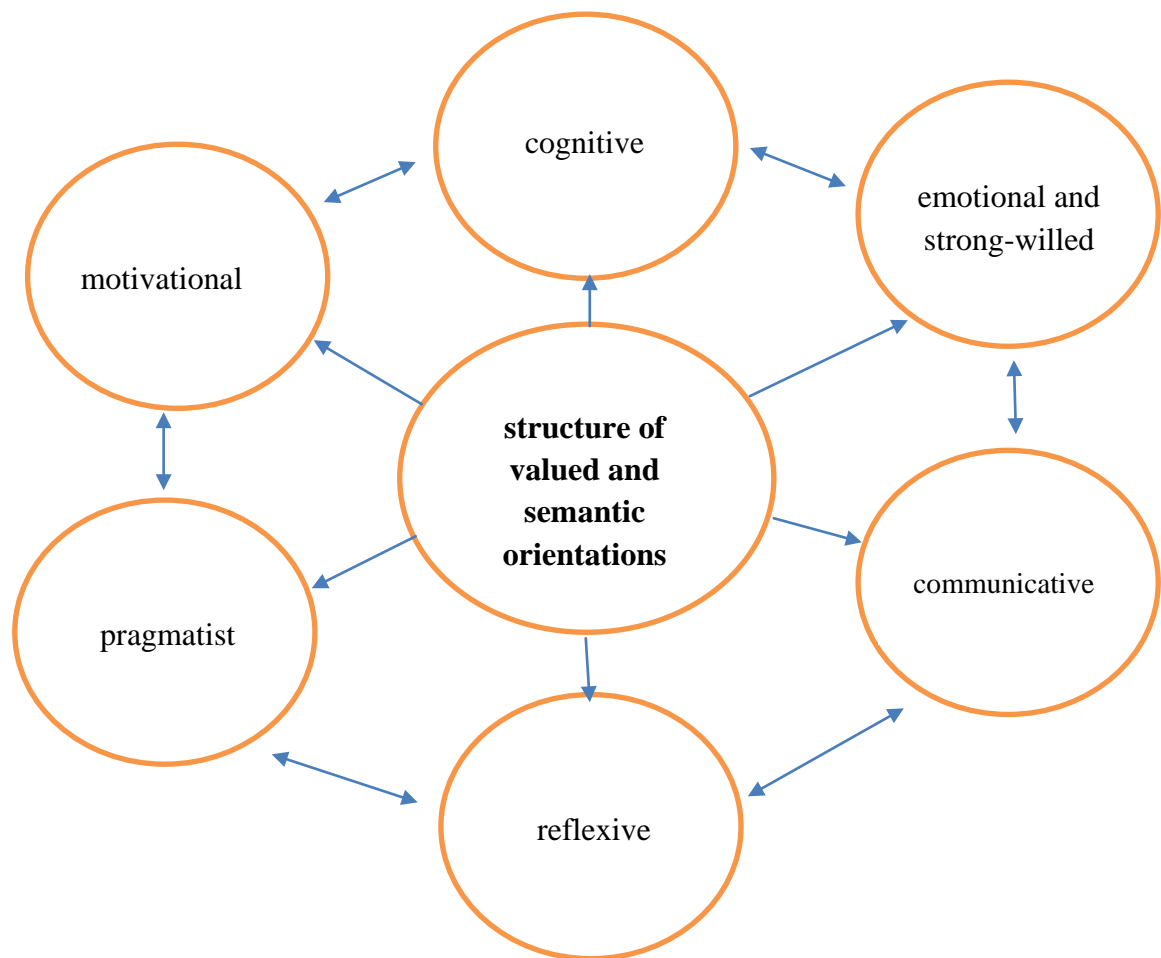 cognitive
emotional and
strong-willed
motivational
structure of
valued and
semantic
orientations
communicative
pragmatist
reflexive